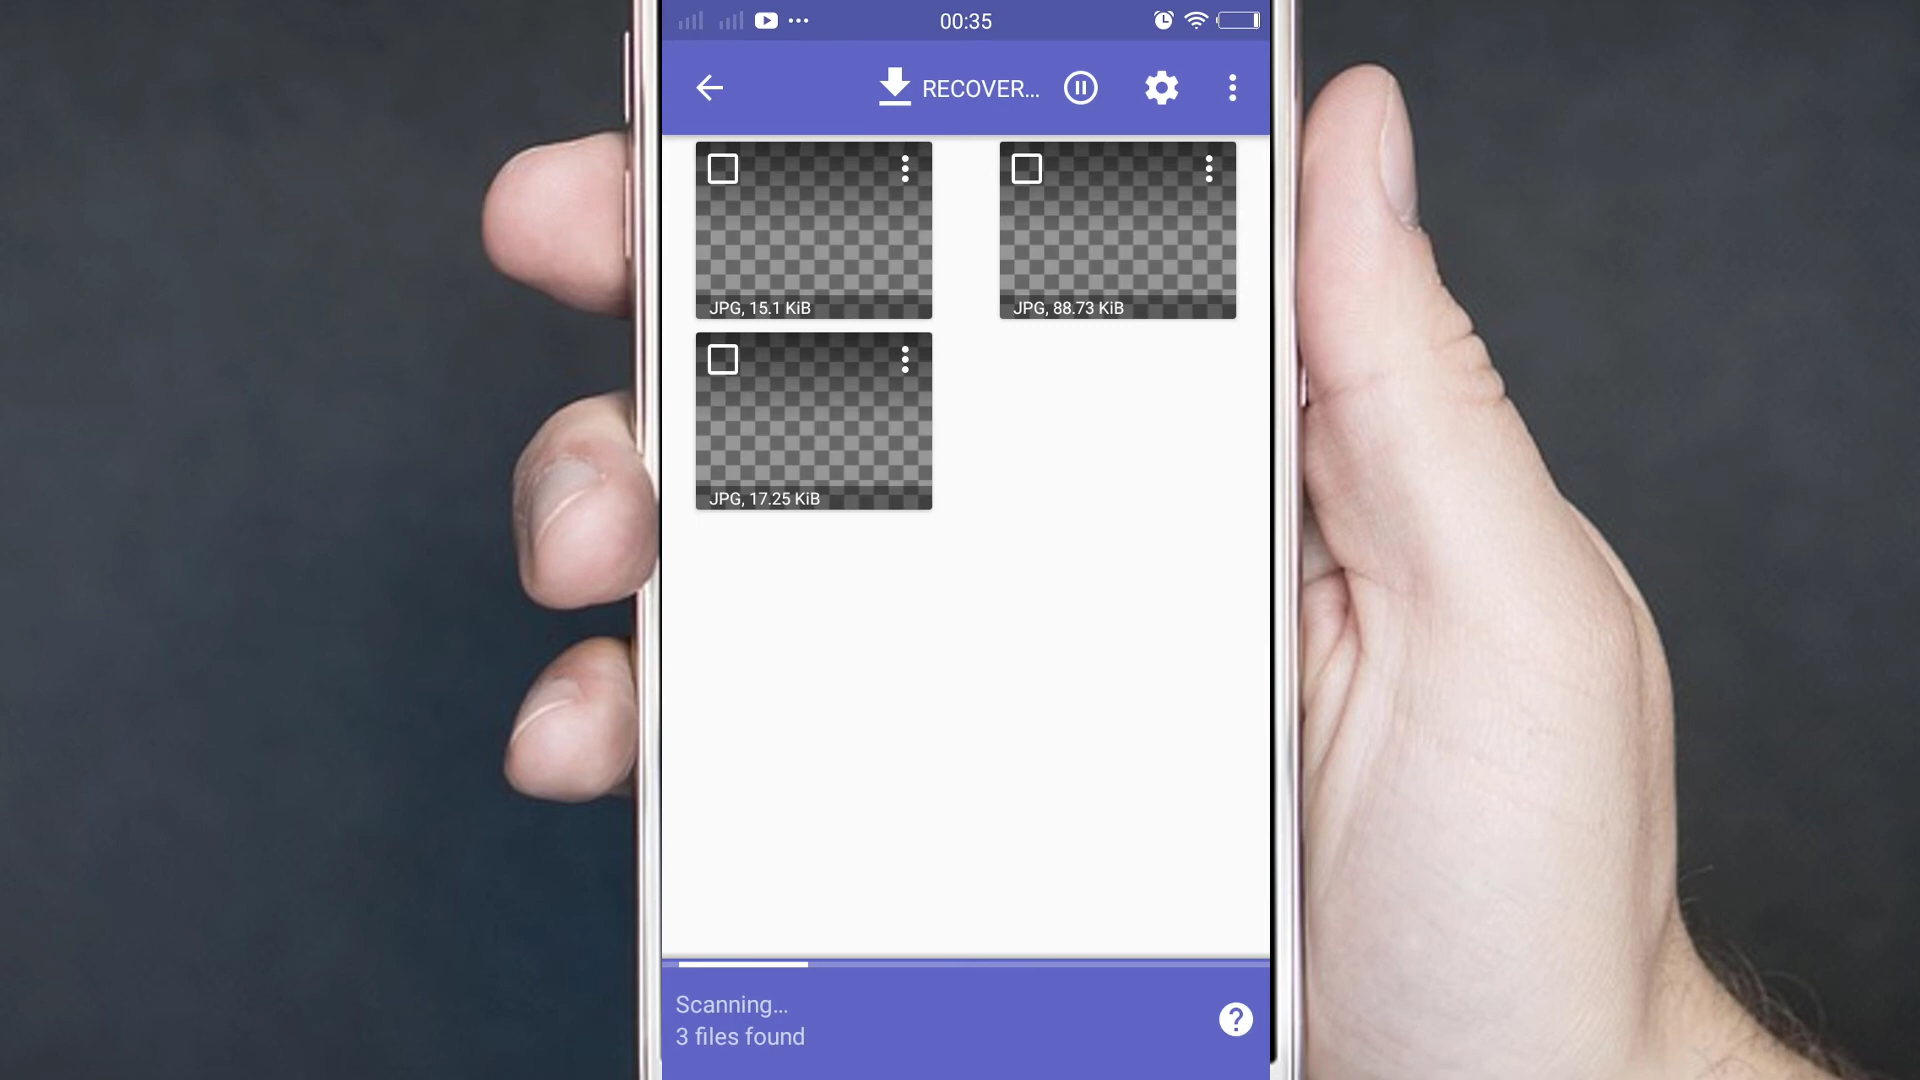 00:35
RECOVER...
JPG, 15.1 KiB
JPG, 88.73 KiB
JPG, 17.25 KiB
Scanning...
3 files found
?